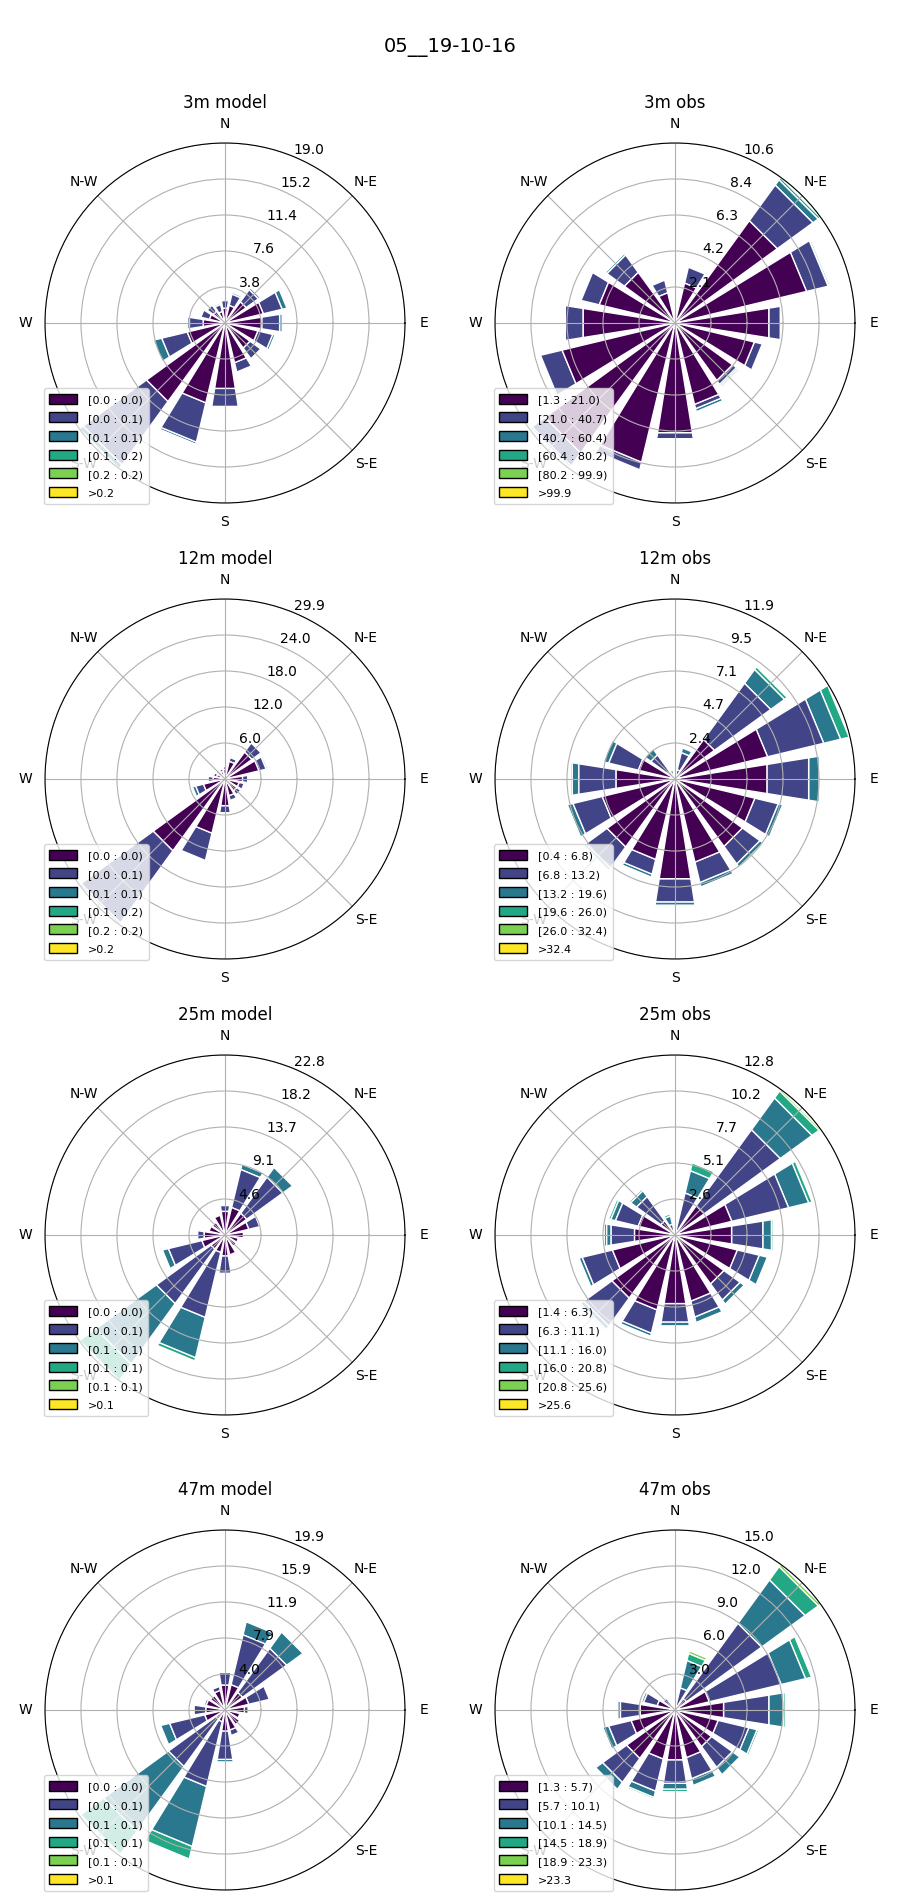 05__19-10-16
3m model
N
N-E
E
S-E
S
S-W
W
N-W
3.8
7.6
11.4
15.2
19.0
[0.0 : 0.0)
[0.0 : 0.1)
[0.1 : 0.1)
[0.1 : 0.2)
[0.2 : 0.2)
>0.2
3m obs
N
N-E
E
S-E
S
S-W
W
N-W
2.1
4.2
6.3
8.4
10.6
[1.3 : 21.0)
[21.0 : 40.7)
[40.7 : 60.4)
[60.4 : 80.2)
[80.2 : 99.9)
>99.9
12m model
N
N-E
E
S-E
S
S-W
W
N-W
6.0
12.0
18.0
24.0
29.9
[0.0 : 0.0)
[0.0 : 0.1)
[0.1 : 0.1)
[0.1 : 0.2)
[0.2 : 0.2)
>0.2
12m obs
N
N-E
E
S-E
S
S-W
W
N-W
2.4
4.7
7.1
9.5
11.9
[0.4 : 6.8)
[6.8 : 13.2)
[13.2 : 19.6)
[19.6 : 26.0)
[26.0 : 32.4)
>32.4
25m model
N
N-E
E
S-E
S
S-W
W
N-W
4.6
9.1
13.7
18.2
22.8
[0.0 : 0.0)
[0.0 : 0.1)
[0.1 : 0.1)
[0.1 : 0.1)
[0.1 : 0.1)
>0.1
25m obs
N
N-E
E
S-E
S
S-W
W
N-W
2.6
5.1
7.7
10.2
12.8
[1.4 : 6.3)
[6.3 : 11.1)
[11.1 : 16.0)
[16.0 : 20.8)
[20.8 : 25.6)
>25.6
47m model
N
N-E
E
S-E
S-W
W
N-W
4.0
7.9
11.9
15.9
19.9
[0.0 : 0.0)
[0.0 : 0.1)
[0.1 : 0.1)
[0.1 : 0.1)
[0.1 : 0.1)
>0.1
47m obs
N
N-E
E
S-E
S-W
W
N-W
3.0
6.0
9.0
12.0
15.0
[1.3 : 5.7)
[5.7 : 10.1)
[10.1 : 14.5)
[14.5 : 18.9)
[18.9 : 23.3)
>23.3